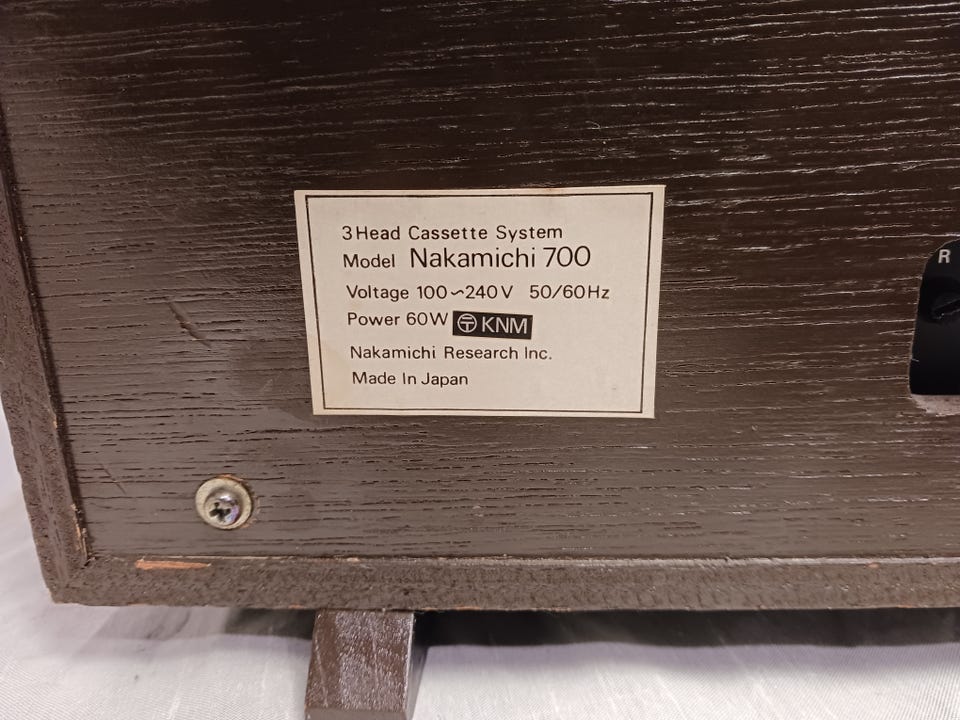 3 Head Cassette System
Model Nakamichi 700
Voltage 100∽240V 50/60Hz
Power 60W 〶 KNM
Nakamichi Research Inc.
Made In Japan
R